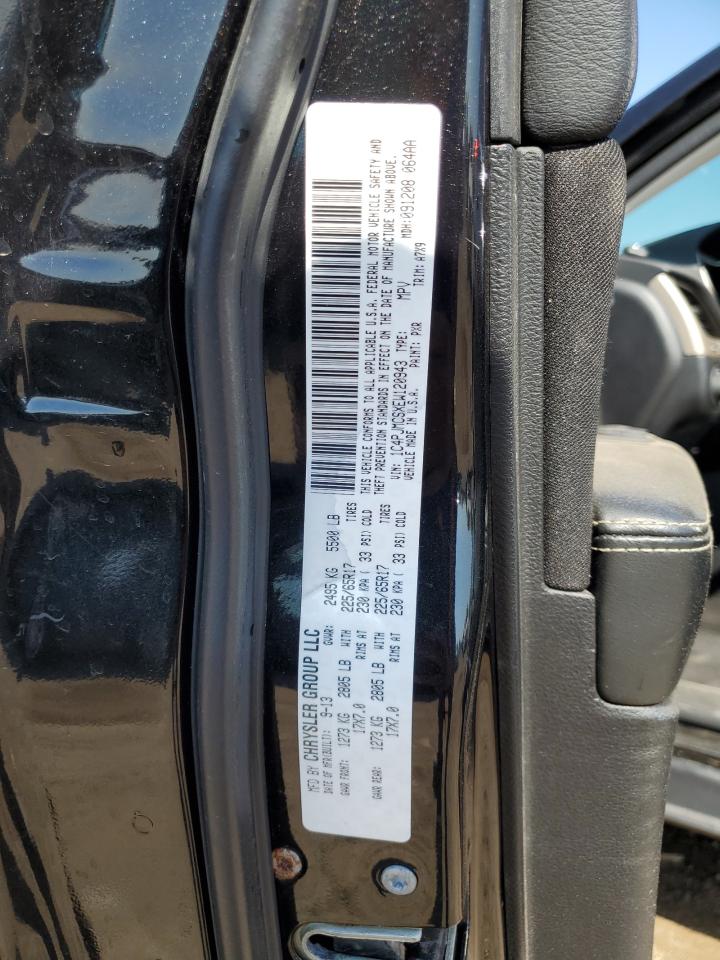 MFD BY CHRYSLER GROUP LLC
DATE OF MFR(BUILT): 9-13 GVWR: 2495 KG 5500 LB
GAWR FRONT: 1273 KG 2805 LB WITH 225/65R17 TIRES
17X7.0 RIMS AT 230 KPA ( 33 PSI) COLD
GAWR REAR: 1273 KG 2805 LB WITH 225/65R17 TIRES
17X7.0 RIMS AT 230 KPA ( 33 PSI) COLD
THIS VEHICLE CONFORMS TO ALL APPLICABLE U.S.A. FEDERAL MOTOR VEHICLE SAFETY AND
THEFT PREVENTION STANDARDS IN EFFECT ON THE DATE OF MANUFACTURE SHOWN ABOVE.
VIN: 1C4PJMCSXEW120943 TYPE: MPV MDH:091208 064AA
VEHICLE MADE IN U.S.A. PAINT: PXR TRIM: A7X9